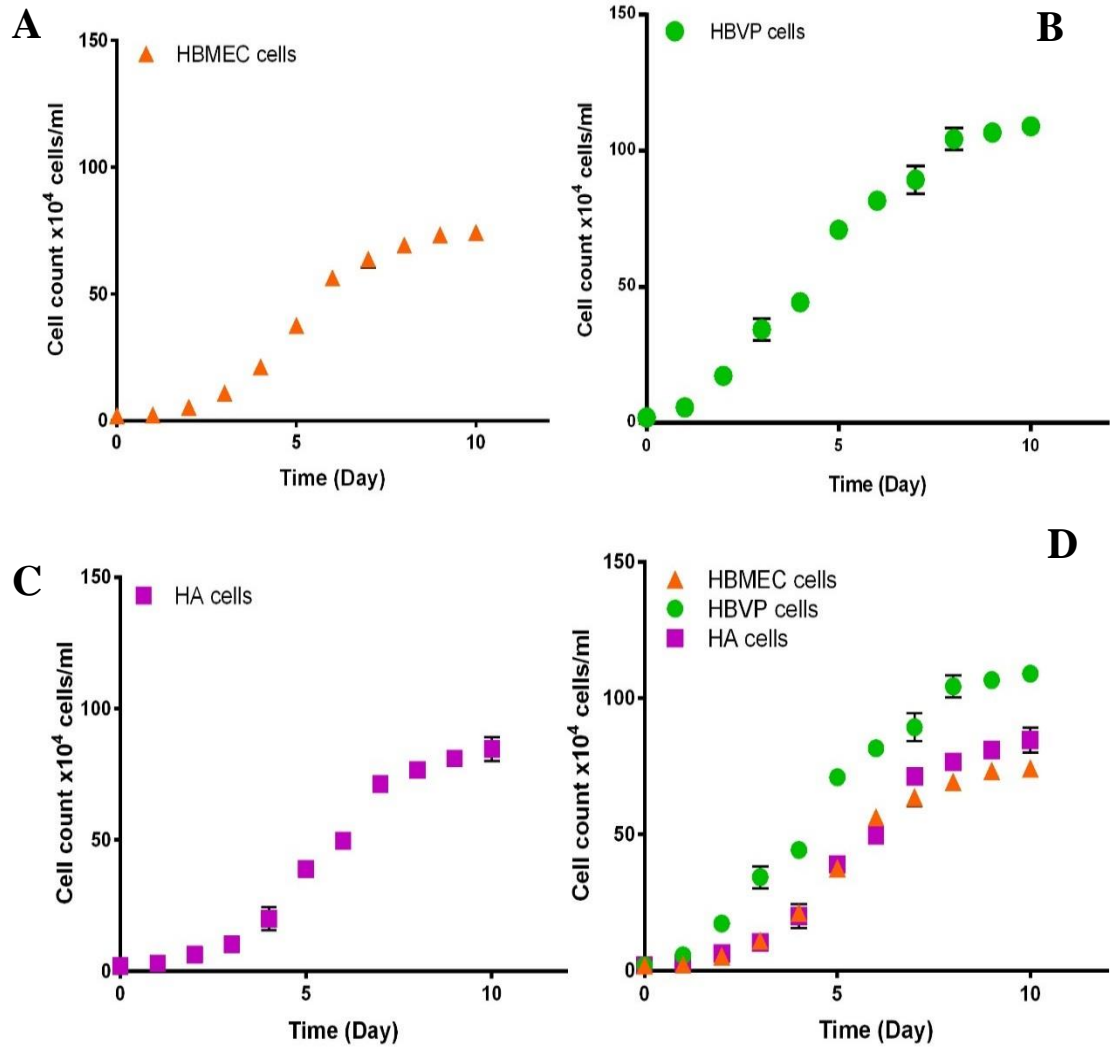 A
HBMEC cells
150
100
50
0
Cell count x10⁴ cells/ml
0 5 10
Time (Day)
B
HBVP cells
150
100
50
0
Cell count x10⁴ cells/ml
0 5 10
Time (Day)
C
HA cells
150
100
50
0
Cell count x10⁴ cells/ml
0 5 10
Time (Day)
D
HBMEC cells
HBVP cells
HA cells
150
100
50
0
Cell count x10⁴ cells/ml
0 5 10
Time (Day)